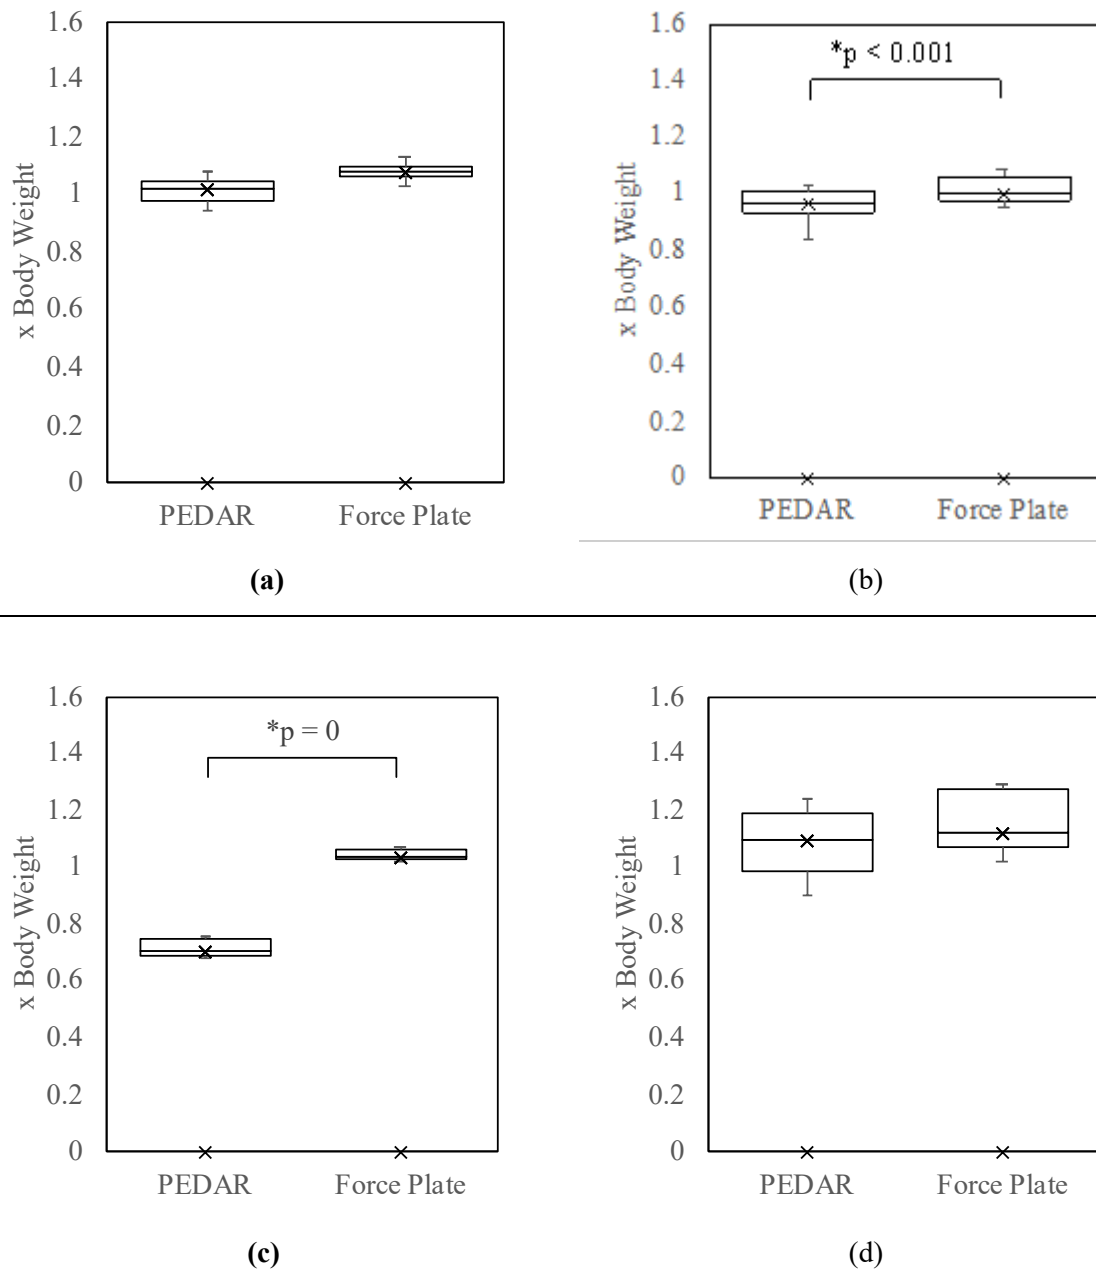 1.6
1.4
1.2
1
0.8
0.6
0.4
0.2
0
x Body Weight
PEDAR
Force Plate
(a)
1.6
1.4
1.2
1
0.8
0.6
0.4
0.2
0
x Body Weight
*p < 0.001
PEDAR
Force Plate
(b)
1.6
1.4
1.2
1
0.8
0.6
0.4
0.2
0
x Body Weight
*p = 0
PEDAR
Force Plate
(c)
1.6
1.4
1.2
1
0.8
0.6
0.4
0.2
0
x Body Weight
PEDAR
Force Plate
(d)